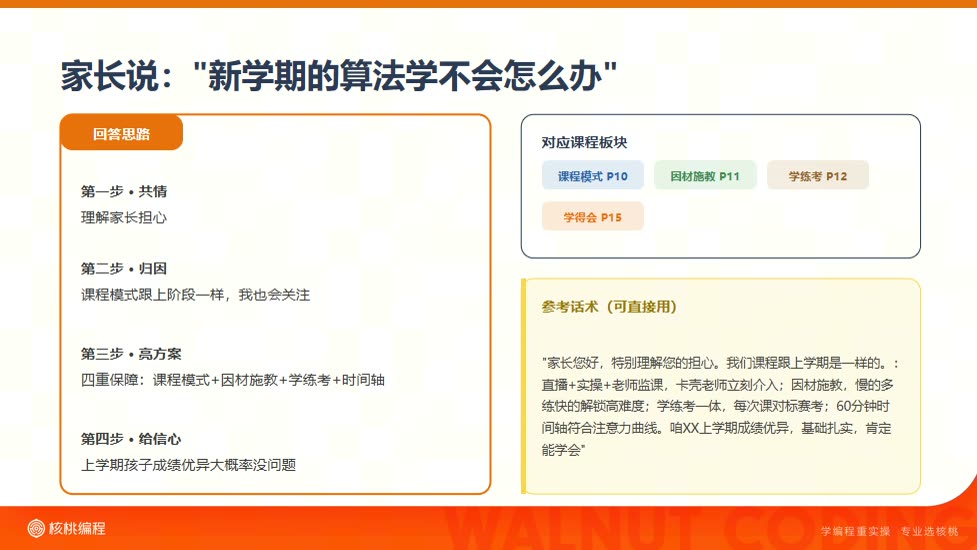 家长说："新学期的算法学不会怎么办"
回答思路
第一步 • 共情
理解家长担心
第二步 • 归因
课程模式跟上阶段一样，我也会关注
第三步 • 亮方案
四重保障：课程模式+因材施教+学练考+时间轴
第四步 • 给信心
上学期孩子成绩优异大概率没问题
对应课程板块
课程模式 P10
因材施教 P11
学练考 P12
学得会 P15
参考话术（可直接用）
"家长您好，特别理解您的担心。我们课程跟上学期是一样的。：
直播+实操+老师监课，卡壳老师立刻介入；因材施教，慢的多
练快的解锁高难度；学练考一体，每次课对标赛考；60分钟时
间轴符合注意力曲线。咱XX上学期成绩优异，基础扎实，肯定
能学会"
核桃编程
WALNUT CODING
学编程重实操 专业选核桃